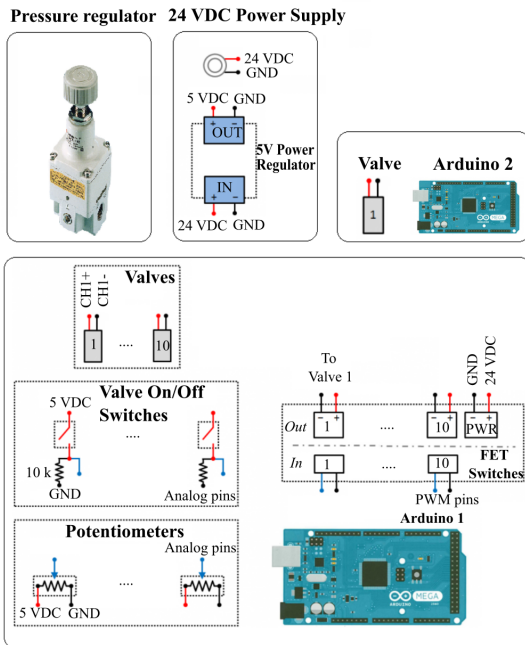 Pressure regulator
24 VDC Power Supply
24 VDC
GND
5 VDC GND
+ −
OUT
5V Power
Regulator
IN
+ −
24 VDC GND
Valve
Arduino 2
1
Valves
CH1+
CH1-
1 .... 10
Valve On/Off
Switches
5 VDC
....
10 k
GND
Analog pins
Potentiometers
Analog pins
....
5 VDC GND
To
Valve 1
GND
24 VDC
Out
− +
1
....
− +
10
− +
PWR
FET
Switches
In
1
....
10
PWM pins
Arduino 1
ARDUINO
MEGA